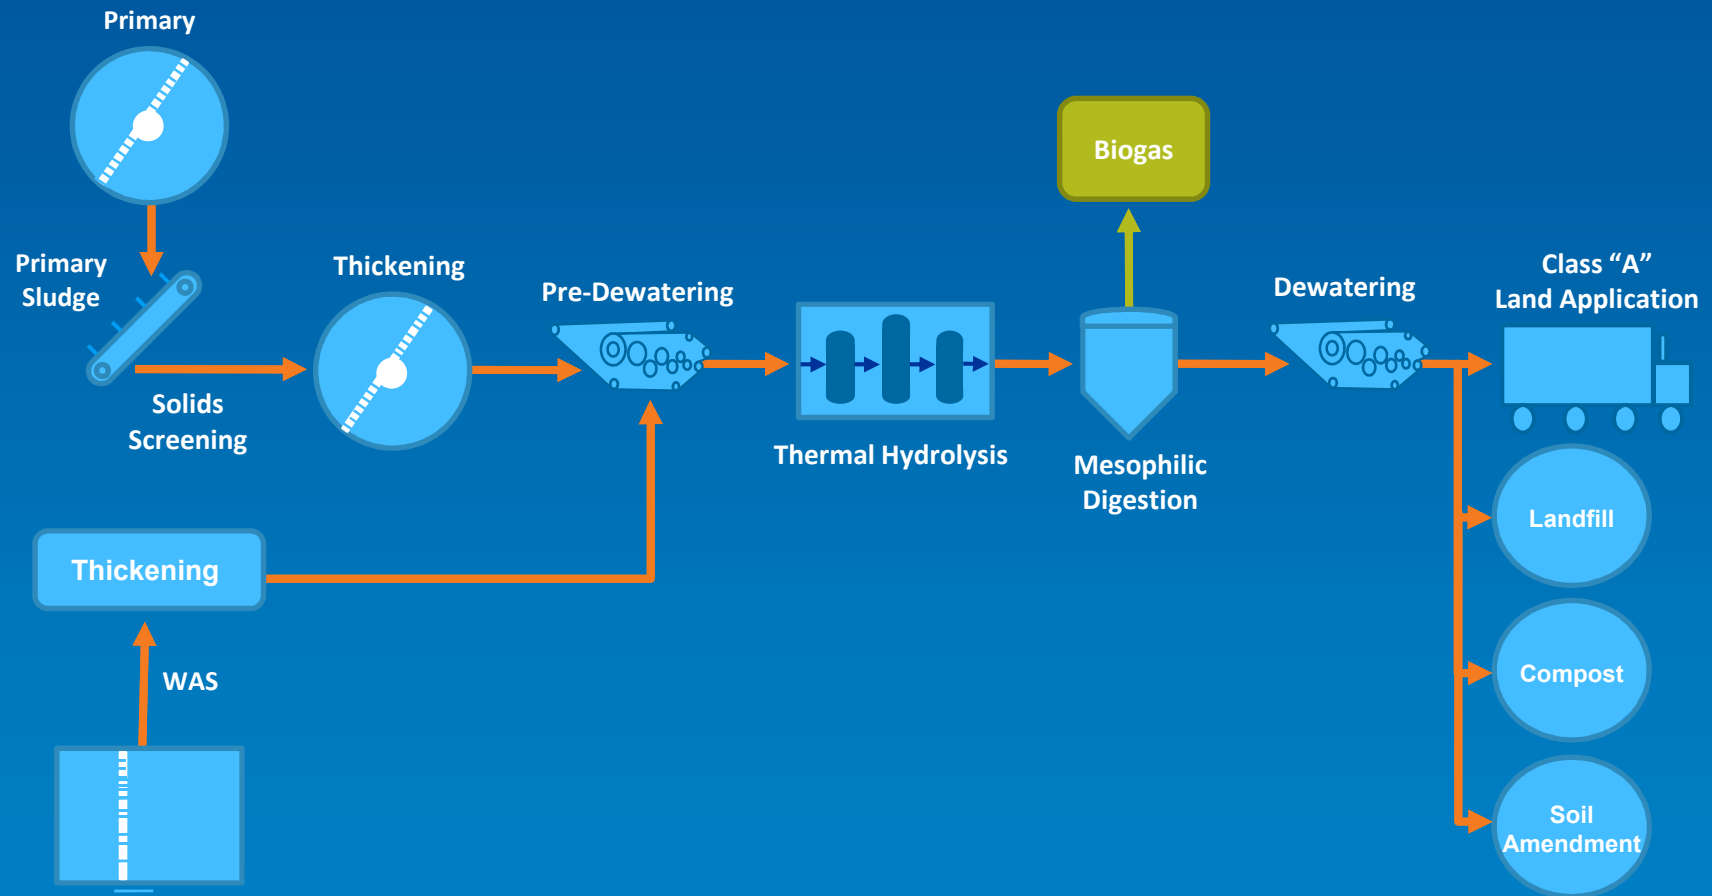 Primary
Primary
Sludge
Solids
Screening
Thickening
Pre-Dewatering
Thermal Hydrolysis
Biogas
Mesophilic
Digestion
Dewatering
Class “A”
Land Application
Landfill
Compost
Soil
Amendment
Thickening
WAS